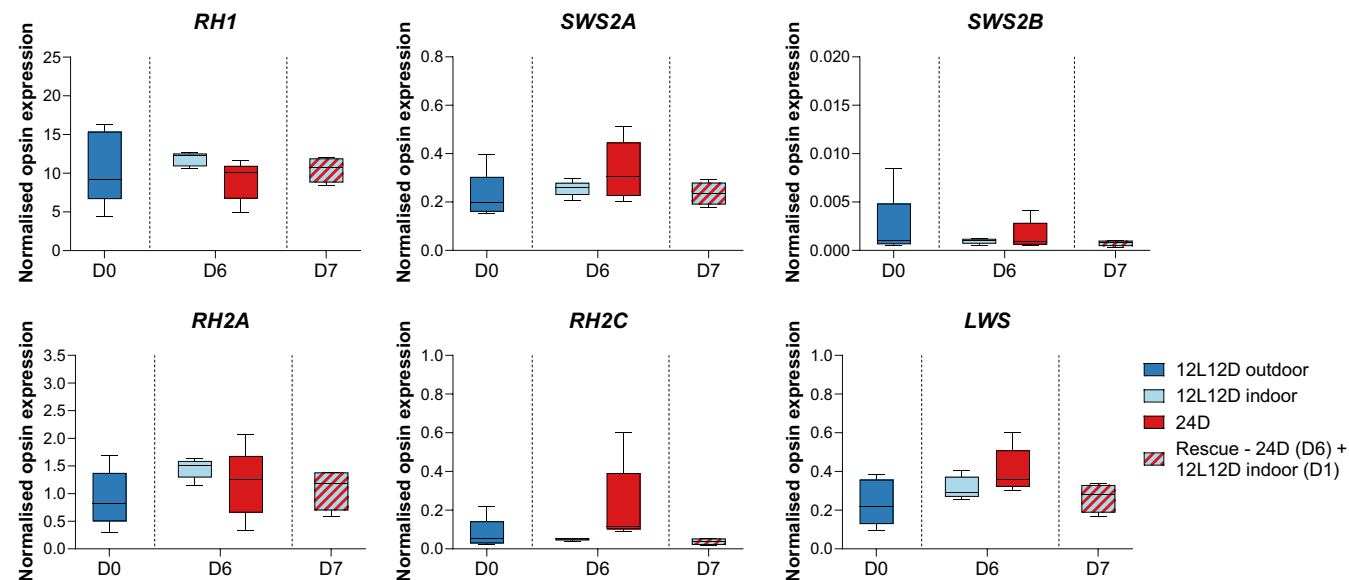 RH1
Normalised opsin expression
25
20
15
10
5
0
D0 D6 D7
SWS2A
Normalised opsin expression
0.8
0.6
0.4
0.2
0.0
D0 D6 D7
SWS2B
Normalised opsin expression
0.020
0.015
0.010
0.005
0.000
D0 D6 D7
RH2A
Normalised opsin expression
3.5
3.0
2.5
2.0
1.5
1.0
0.5
0.0
D0 D6 D7
RH2C
Normalised opsin expression
1.0
0.8
0.6
0.4
0.2
0.0
D0 D6 D7
LWS
Normalised opsin expression
1.0
0.8
0.6
0.4
0.2
0.0
D0 D6 D7
12L12D outdoor
12L12D indoor
24D
Rescue - 24D (D6) +
12L12D indoor (D1)